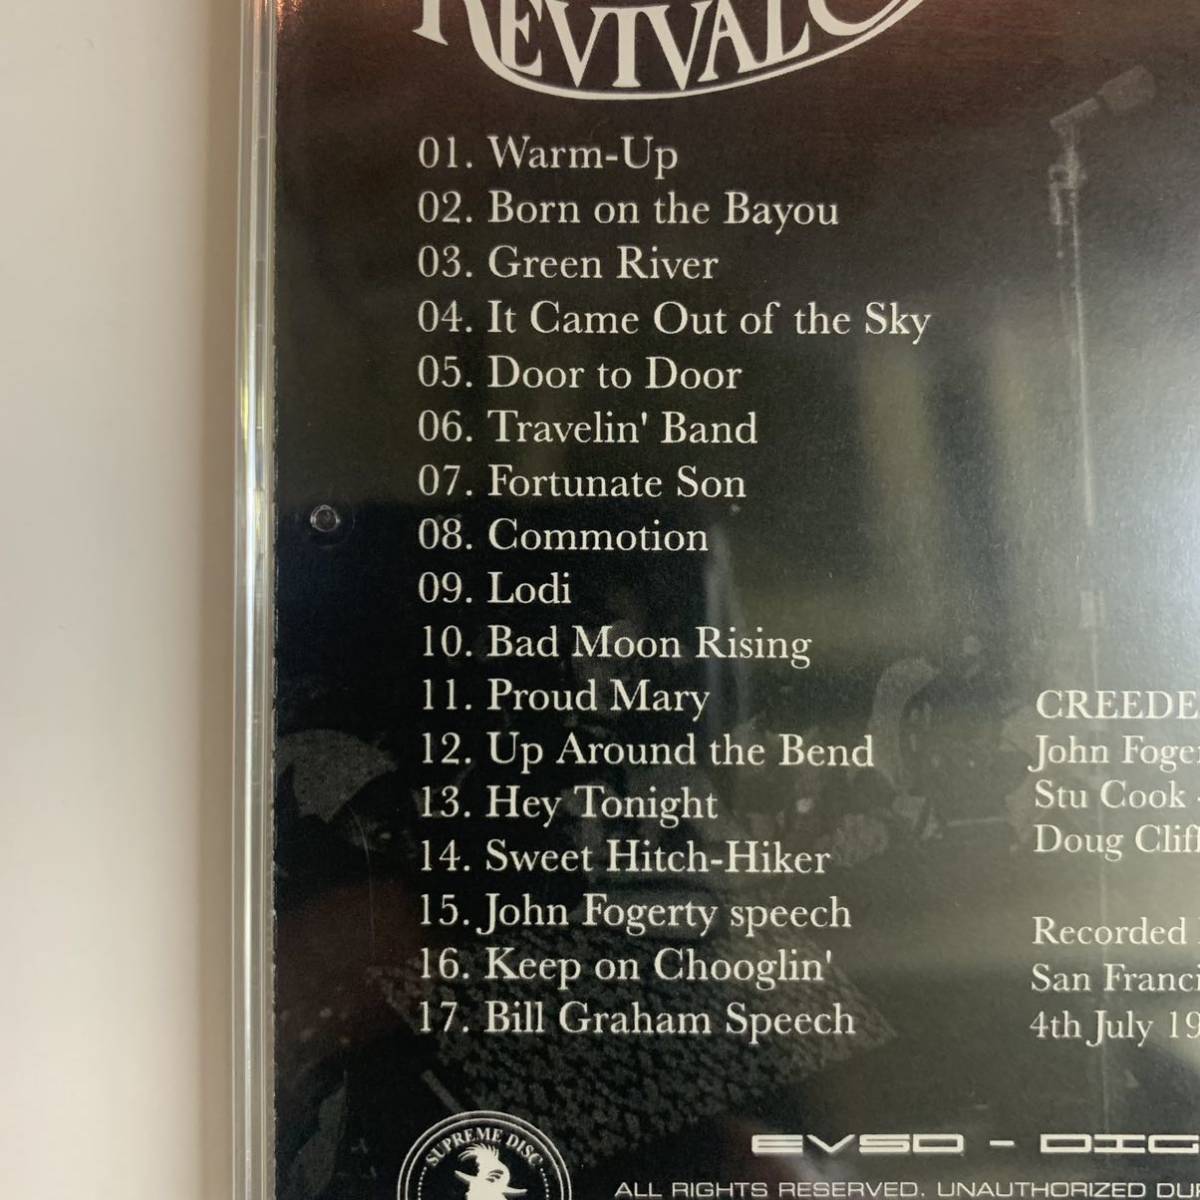 REVIVAL
01. Warm-Up
02. Born on the Bayou
03. Green River
04. It Came Out of the Sky
05. Door to Door
06. Travelin' Band
07. Fortunate Son
08. Commotion
09. Lodi
10. Bad Moon Rising
11. Proud Mary
12. Up Around the Bend
13. Hey Tonight
14. Sweet Hitch-Hiker
15. John Fogerty speech
16. Keep on Chooglin'
17. Bill Graham Speech
CREEDE
John Foge
Stu Cook -
Doug Cliff
Recorded
San Franci
4th July 19
SUPREME DISC
EVSD - DIG
ALL RIGHTS RESERVED. UNAUTHORIZED DU